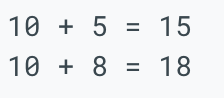 10 + 5 = 15
10 + 8 = 18